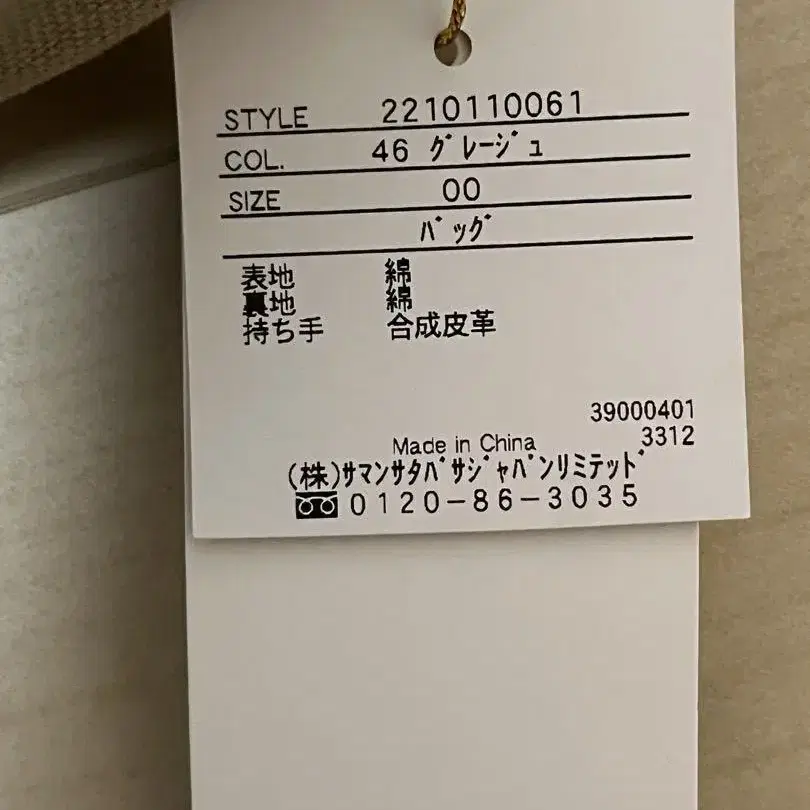 STYLE 2210110061
COL. 46 ｸﾞﾚｰｼﾞｭ
SIZE 00
ﾊﾞｯｸﾞ
表地 綿
裏地 綿
持ち手 合成皮革
39000401
Made in China 3312
(株)ｻﾏﾝｻﾀﾊﾞｻｼﾞｬﾊﾟﾝﾘﾐﾃｯﾄﾞ
0120-86-3035